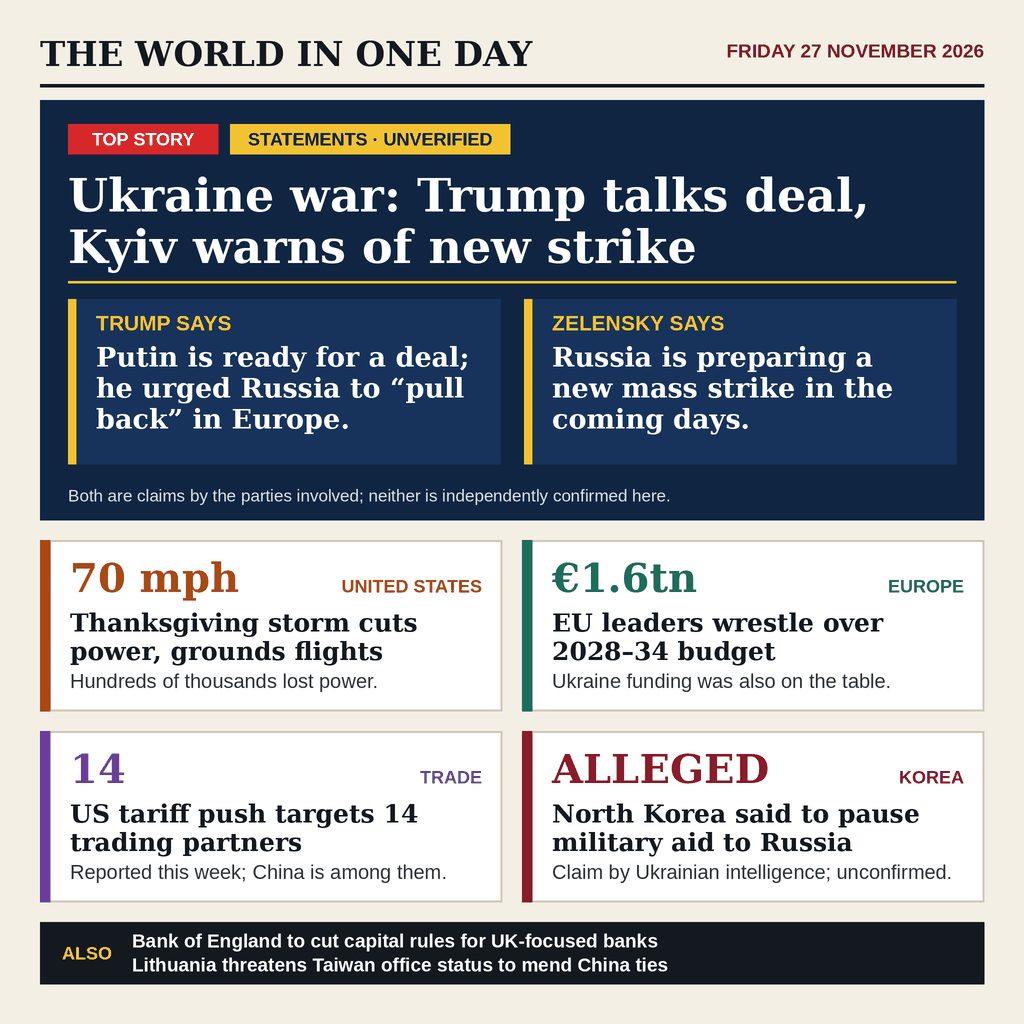 THE WORLD IN ONE DAY
FRIDAY 27 NOVEMBER 2026
TOP STORY
STATEMENTS · UNVERIFIED
Ukraine war: Trump talks deal,
Kyiv warns of new strike
TRUMP SAYS
Putin is ready for a deal;
he urged Russia to “pull
back” in Europe.
ZELENSKY SAYS
Russia is preparing a
new mass strike in the
coming days.
Both are claims by the parties involved; neither is independently confirmed here.
70 mph
UNITED STATES
Thanksgiving storm cuts
power, grounds flights
Hundreds of thousands lost power.
€1.6tn
EUROPE
EU leaders wrestle over
2028–34 budget
Ukraine funding was also on the table.
14
TRADE
US tariff push targets 14
trading partners
Reported this week; China is among them.
ALLEGED
KOREA
North Korea said to pause
military aid to Russia
Claim by Ukrainian intelligence; unconfirmed.
ALSO
Bank of England to cut capital rules for UK-focused banks
Lithuania threatens Taiwan office status to mend China ties